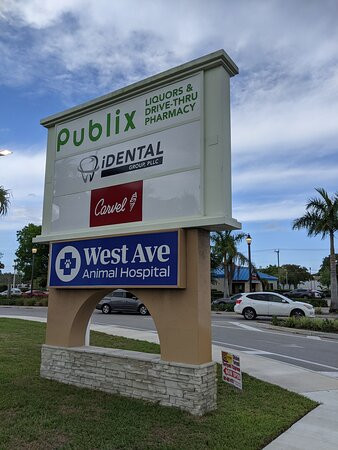 Publix
LIQUORS &
DRIVE-THRU
PHARMACY
iDENTAL
GROUP, PLLC
Carvel
West Ave
Animal Hospital